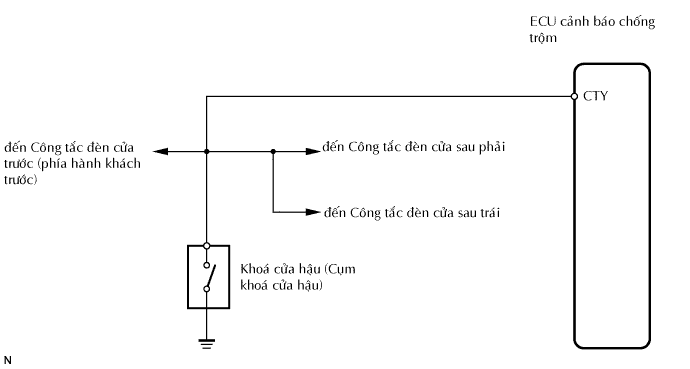 ECU cảnh báo chống
trộm
CTY
đến Công tắc đèn cửa
trước (phía hành khách
trước)
đến Công tắc đèn cửa sau phải
đến Công tắc đèn cửa sau trái
Khoá cửa hậu (Cụm
khoá cửa hậu)
N